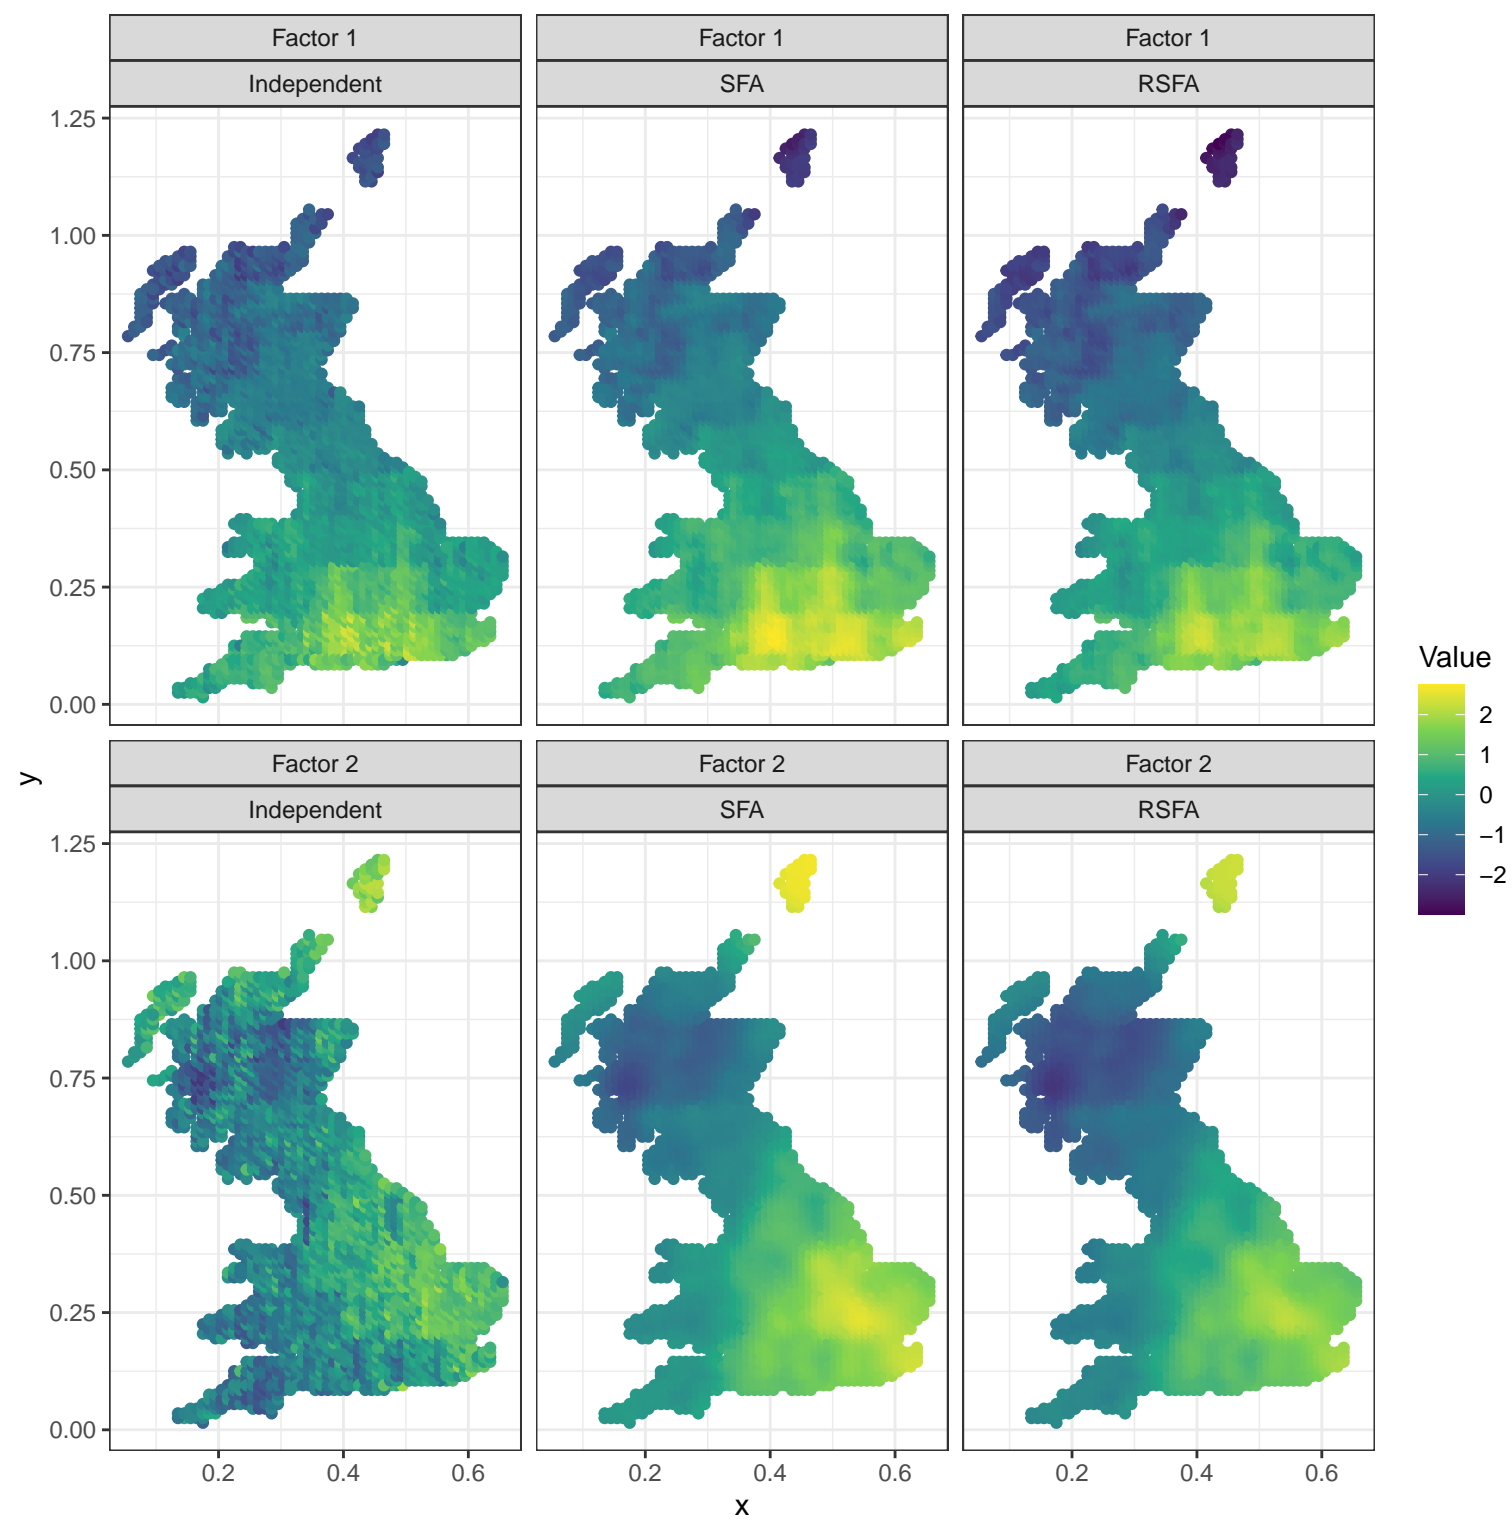 Factor 1 Factor 1 Factor 1
Independent SFA RSFA
1.25
1.00
0.75
0.50
0.25
0.00
Value
2
1
0
−1
−2
y
Factor 2 Factor 2 Factor 2
Independent SFA RSFA
1.25
1.00
0.75
0.50
0.25
0.00
0.2 0.4 0.6 0.2 0.4 0.6 0.2 0.4 0.6
x